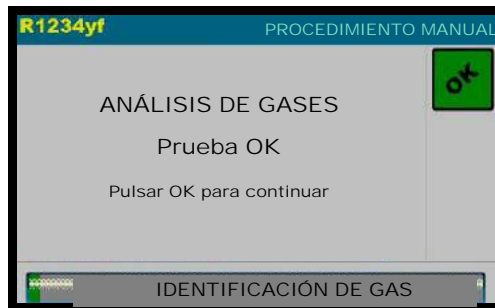 R1234yf
PROCEDIMIENTO MANUAL
OK
ANÁLISIS DE GASES
Prueba OK
Pulsar OK para continuar
IDENTIFICACIÓN DE GAS